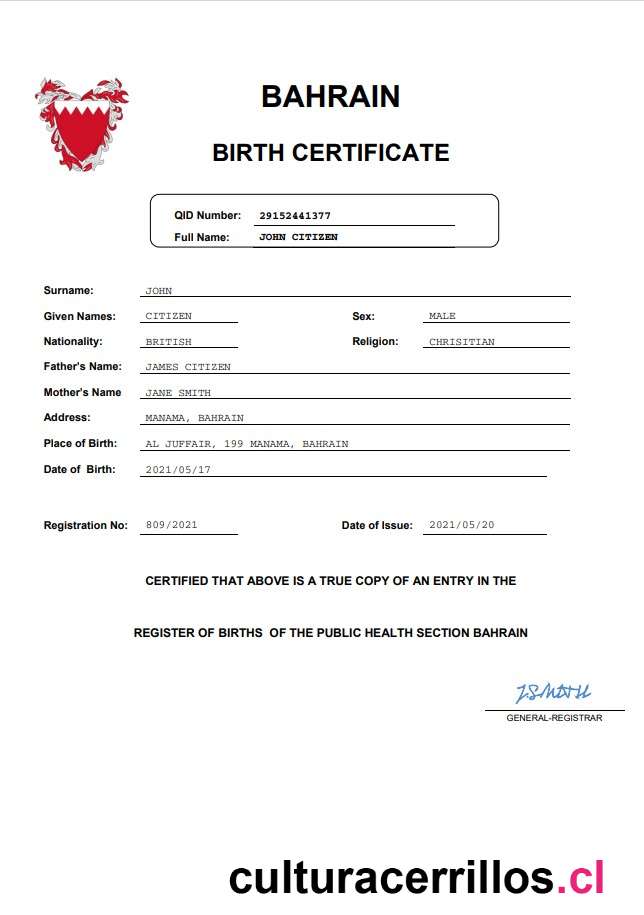 BAHRAIN
BIRTH CERTIFICATE
QID Number: 29152441377
Full Name: JOHN CITIZEN
Surname: JOHN
Given Names: CITIZEN Sex: MALE
Nationality: BRITISH Religion: CHRISITIAN
Father's Name: JAMES CITIZEN
Mother's Name JANE SMITH
Address: MANAMA, BAHRAIN
Place of Birth: AL JUFFAIR, 199 MANAMA, BAHRAIN
Date of Birth: 2021/05/17
Registration No: 809/2021 Date of Issue: 2021/05/20
CERTIFIED THAT ABOVE IS A TRUE COPY OF AN ENTRY IN THE
REGISTER OF BIRTHS OF THE PUBLIC HEALTH SECTION BAHRAIN
J.Smith
GENERAL-REGISTRAR
culturacerrillos.cl